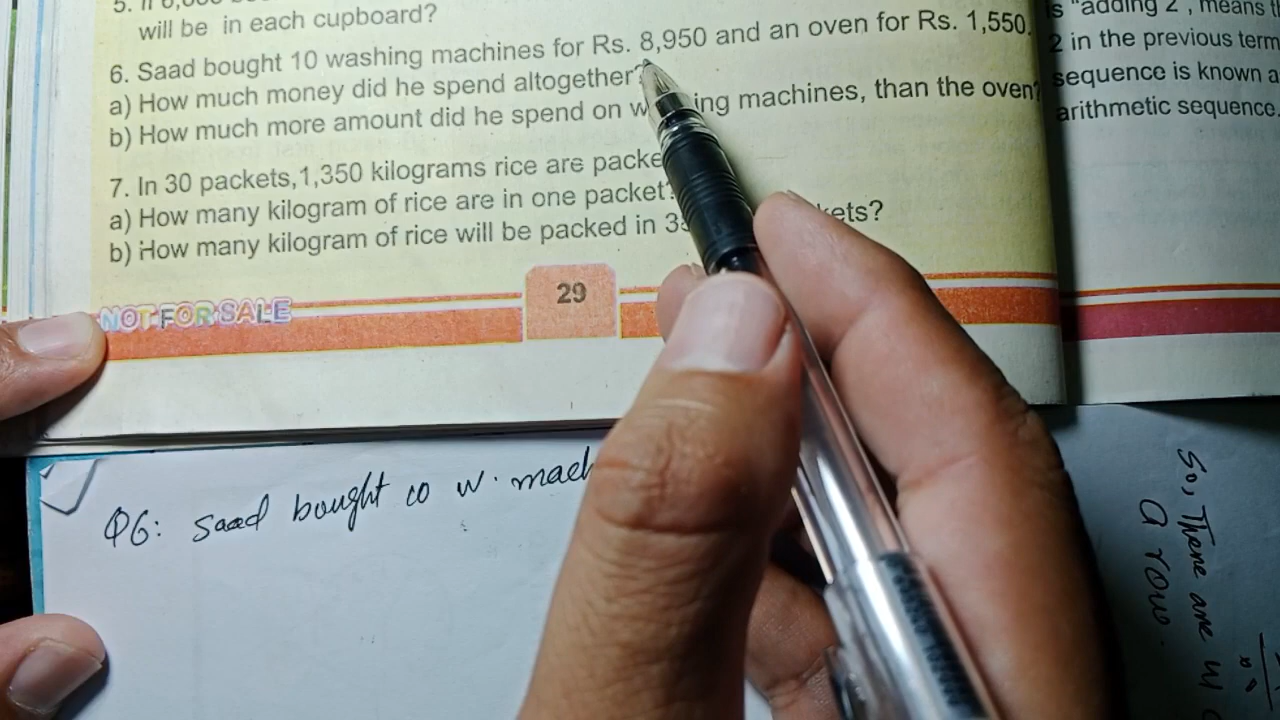 5. If 6,000
will be in each cupboard?
6. Saad bought 10 washing machines for Rs. 8,950 and an oven for Rs. 1,550.
a) How much money did he spend altogether?
b) How much more amount did he spend on w ing machines, than the oven?
7. In 30 packets,1,350 kilograms rice are packe
a) How many kilogram of rice are in one packet?
b) How many kilogram of rice will be packed in 35 kets?
NOT FOR SALE
29
is "adding 2", means
2 in the previous term
sequence is known a
arithmetic sequence.
Q6: Saad bought 10 w. mach
So, There are
a row.